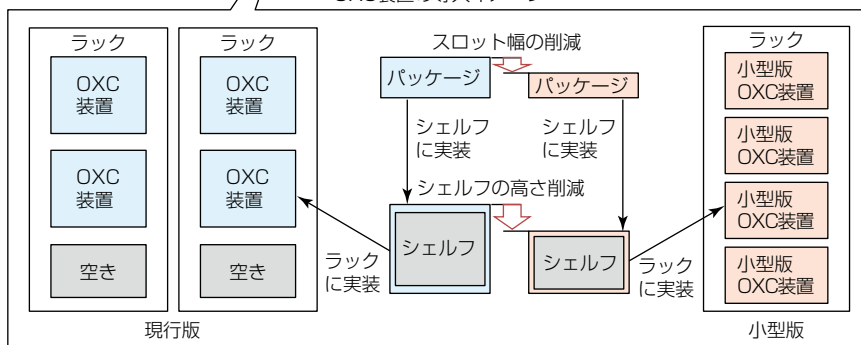 ラック
OXC
装置
OXC
装置
空き
ラック
OXC
装置
OXC
装置
空き
現行版
スロット幅の削減
パッケージ
パッケージ
シェルフ
に実装
シェルフ
に実装
シェルフの高さ削減
シェルフ
シェルフ
ラック
に実装
ラック
に実装
ラック
小型版
OXC装置
小型版
OXC装置
小型版
OXC装置
小型版
OXC装置
小型版